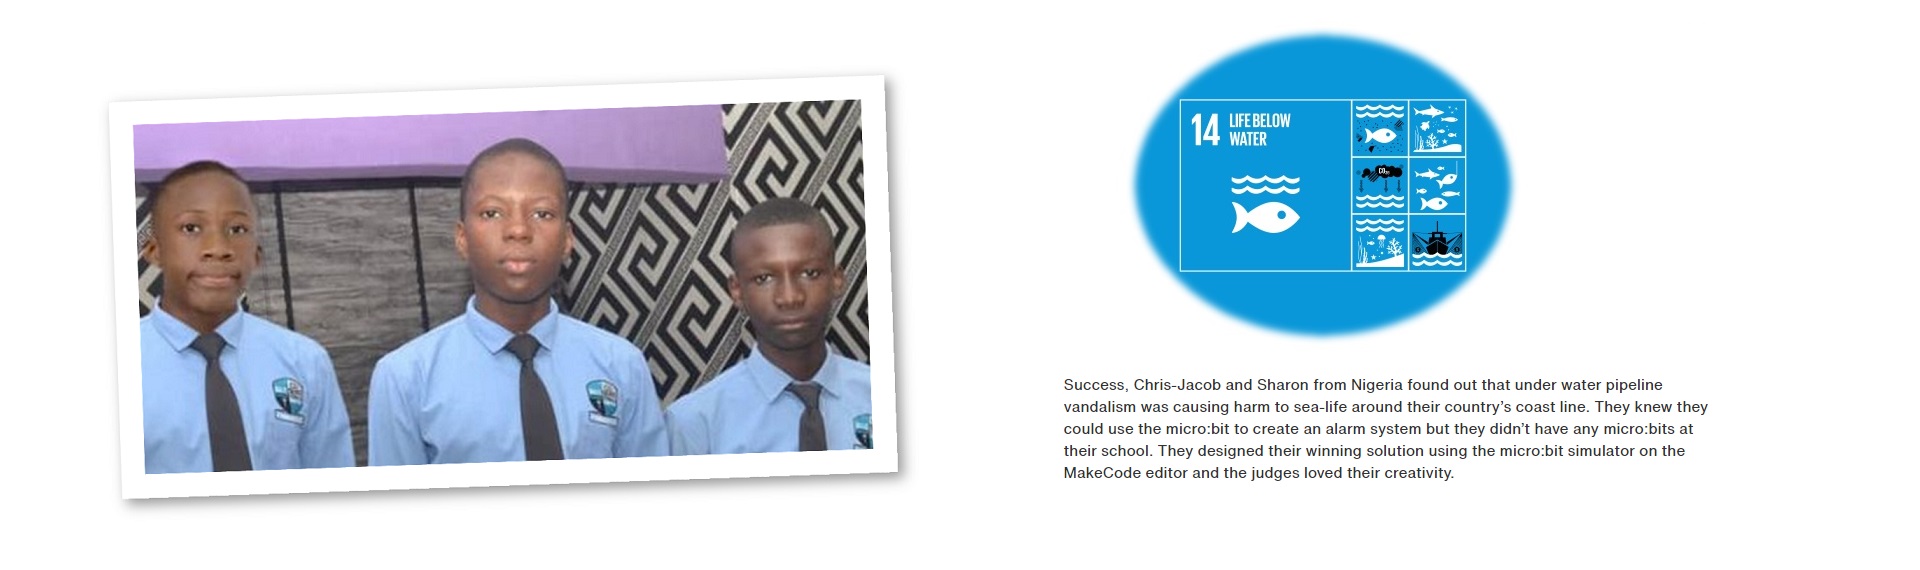 14 LIFE BELOW
WATER
CO₂
Success, Chris-Jacob and Sharon from Nigeria found out that under water pipeline
vandalism was causing harm to sea-life around their country’s coast line. They knew they
could use the micro:bit to create an alarm system but they didn’t have any micro:bits at
their school. They designed their winning solution using the micro:bit simulator on the
MakeCode editor and the judges loved their creativity.